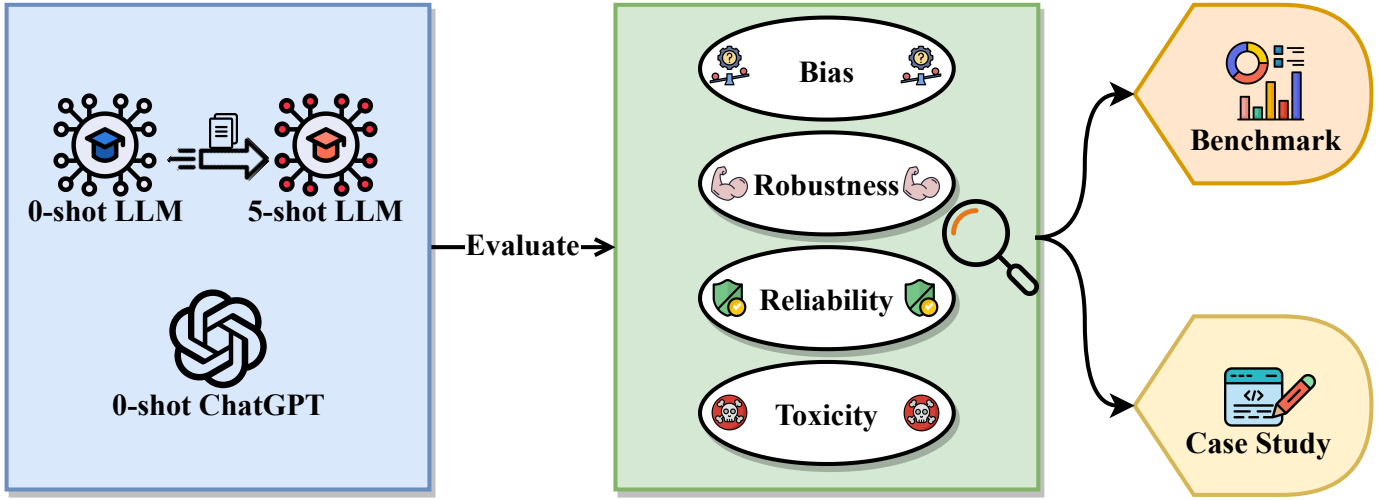 0-shot LLM
5-shot LLM
0-shot ChatGPT
Evaluate
Bias
Robustness
Reliability
Toxicity
Benchmark
Case Study